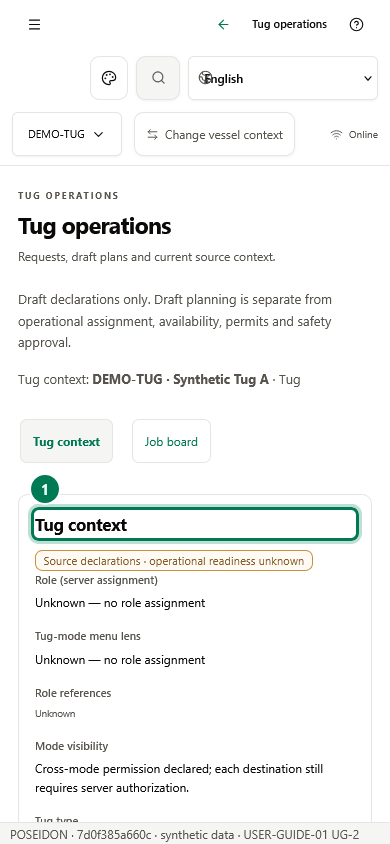 Tug operations
English
DEMO-TUG
Change vessel context
Online
TUG OPERATIONS
Tug operations
Requests, draft plans and current source context.
Draft declarations only. Draft planning is separate from
operational assignment, availability, permits and safety
approval.
Tug context: DEMO-TUG · Synthetic Tug A · Tug
Tug context
Job board
1
Tug context
Source declarations · operational readiness unknown
Role (server assignment)
Unknown — no role assignment
Tug-mode menu lens
Unknown — no role assignment
Role references
Unknown
Mode visibility
Cross-mode permission declared; each destination still
requires server authorization.
Tug type
POSEIDON · 7d0f385a660c · synthetic data · USER-GUIDE-01 UG-2